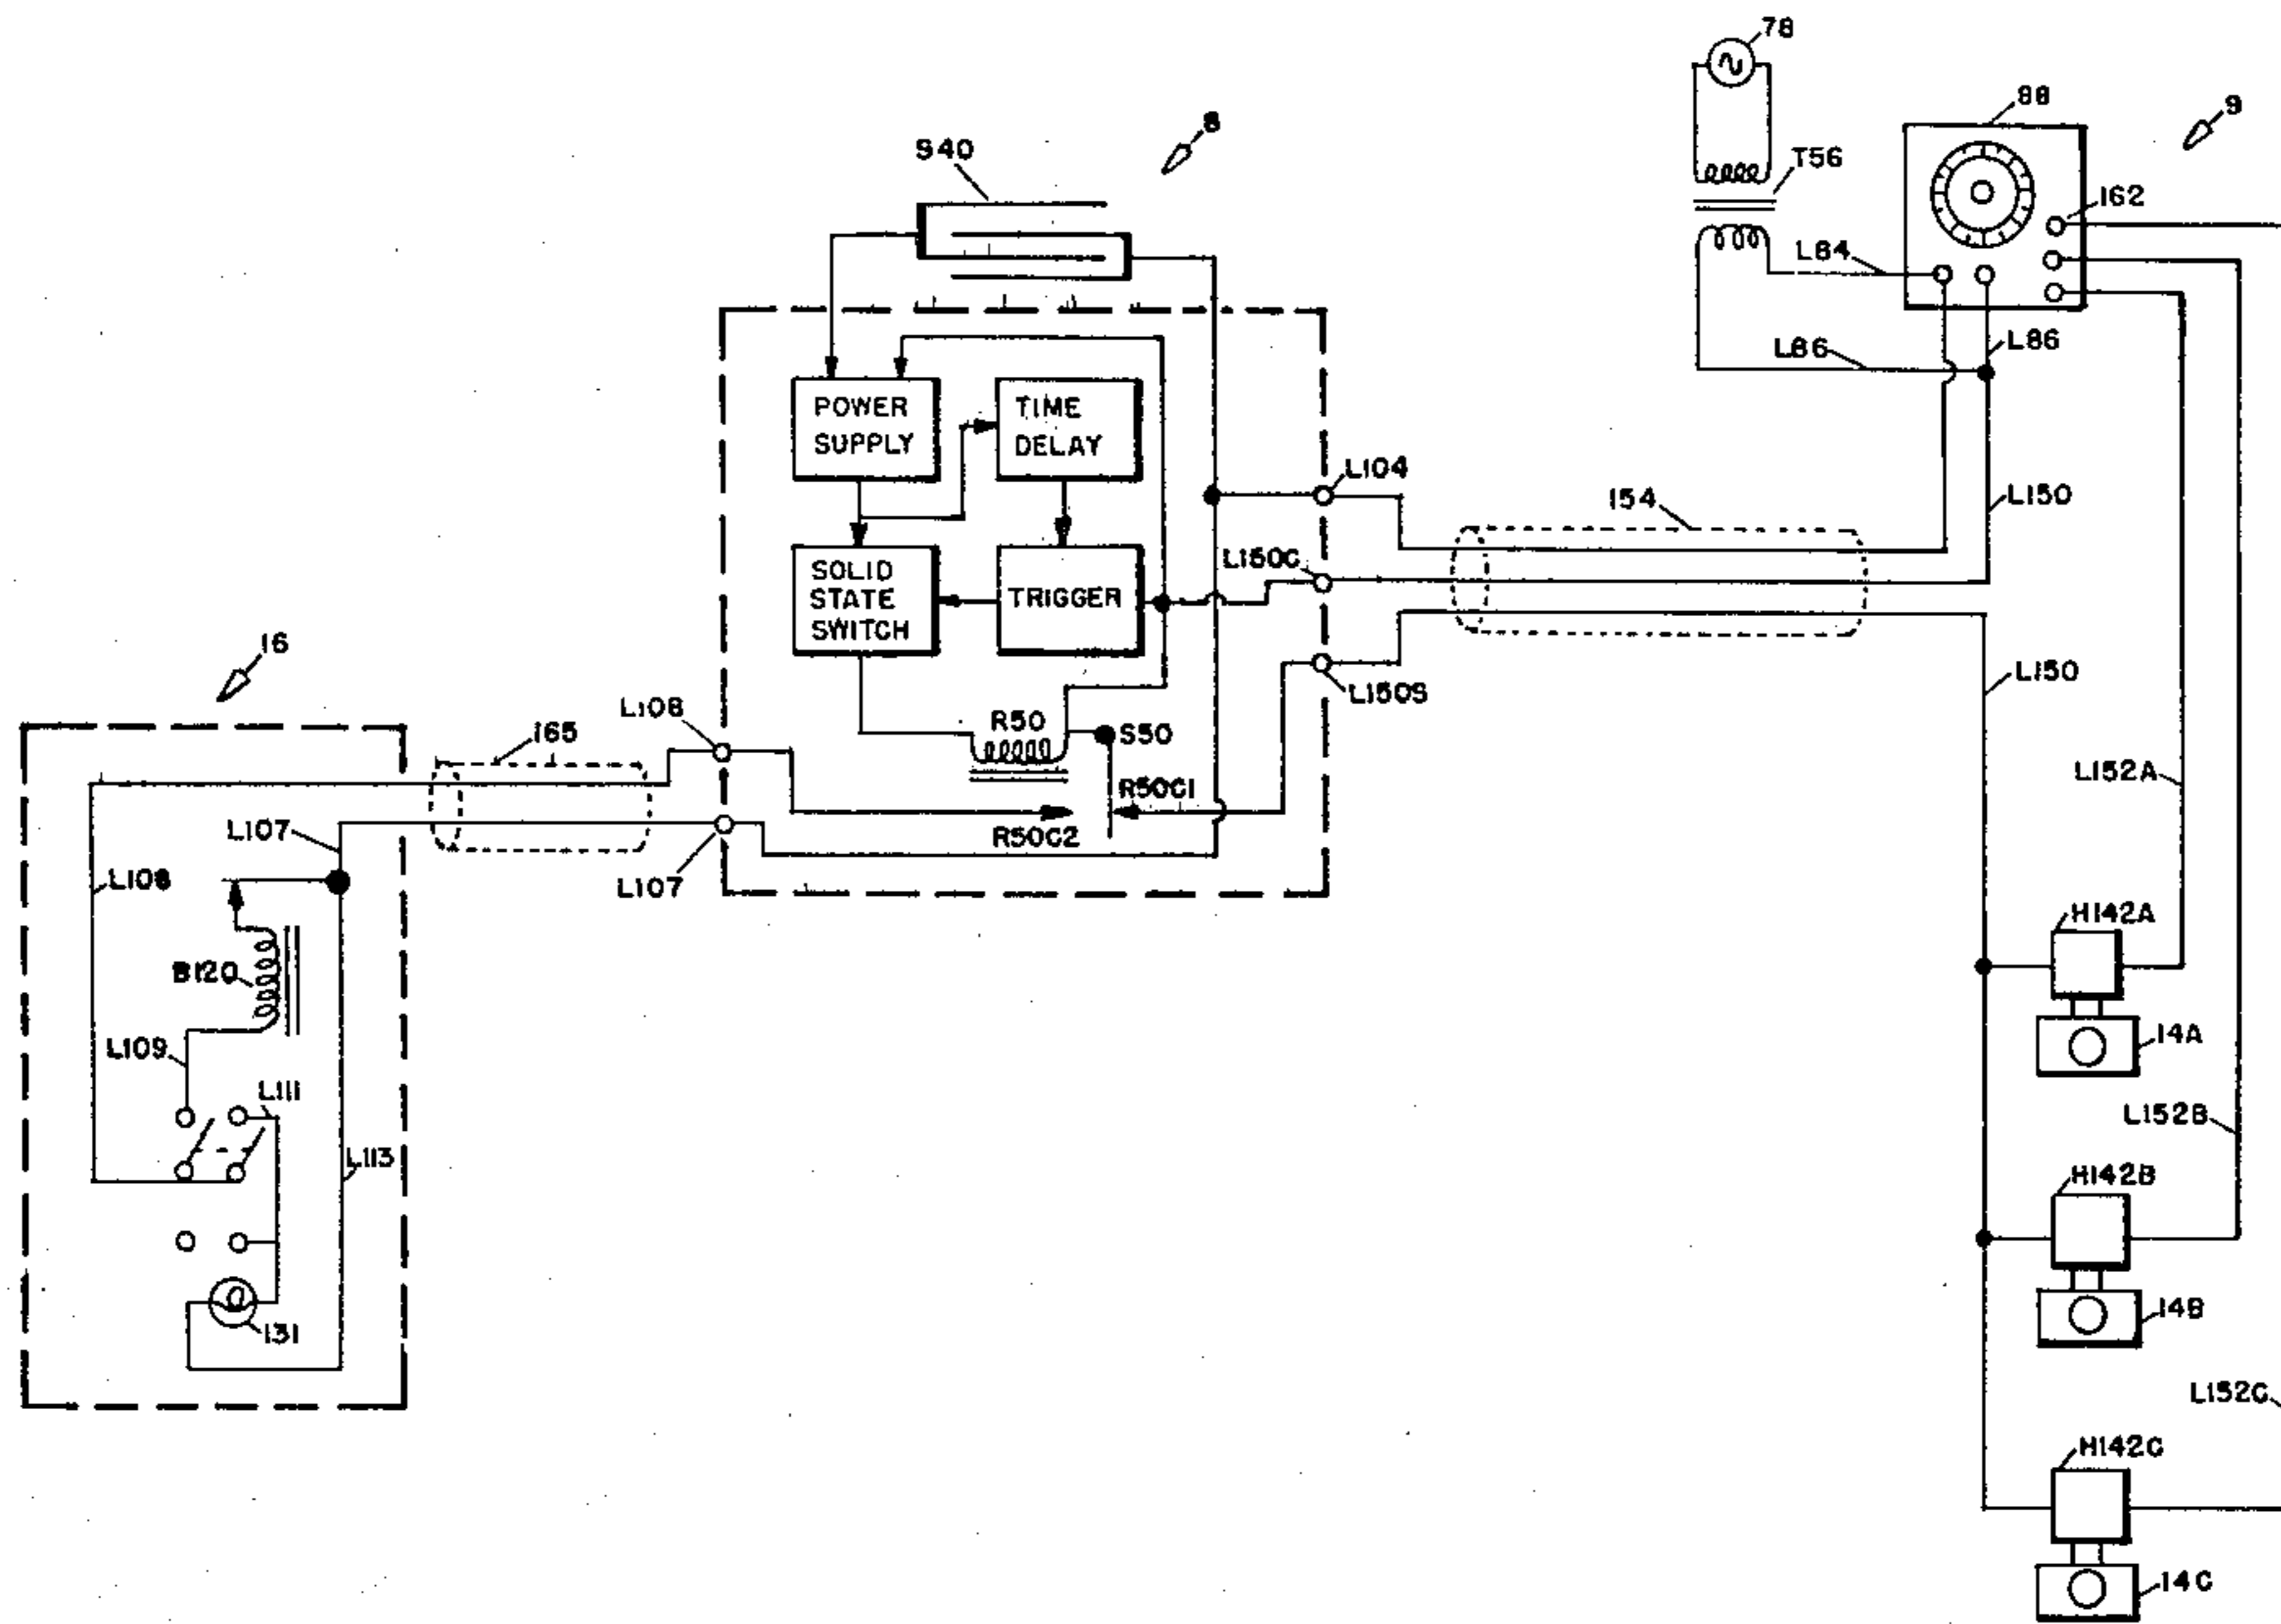 78
88
9
8
S40
T56
162
L84
L86
L86
POWER
SUPPLY
TIME
DELAY
L104
154
L150
L150C
SOLID
STATE
SWITCH
TRIGGER
16
L150
L150S
L108
165
R50
S50
L152A
R50C1
R50C2
L107
L107
L108
H142A
B120
14A
L109
L111
L152B
L113
H142B
14B
131
L152C
H142C
14C